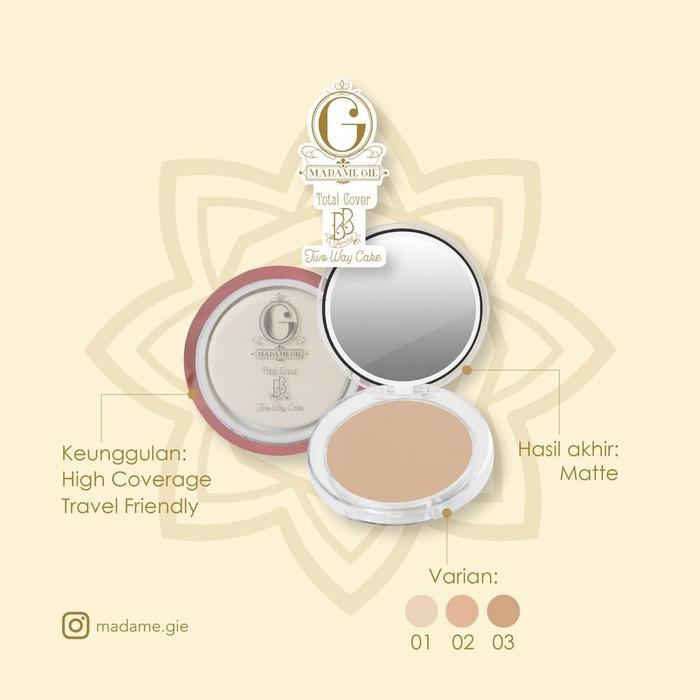 G
MADAME GIE
Total Cover
BB
Two Way Cake
G
MADAME GIE
Total Cover
BB
Two Way Cake
Keunggulan:
High Coverage
Travel Friendly
Hasil akhir:
Matte
Varian:
01 02 03
madame.gie